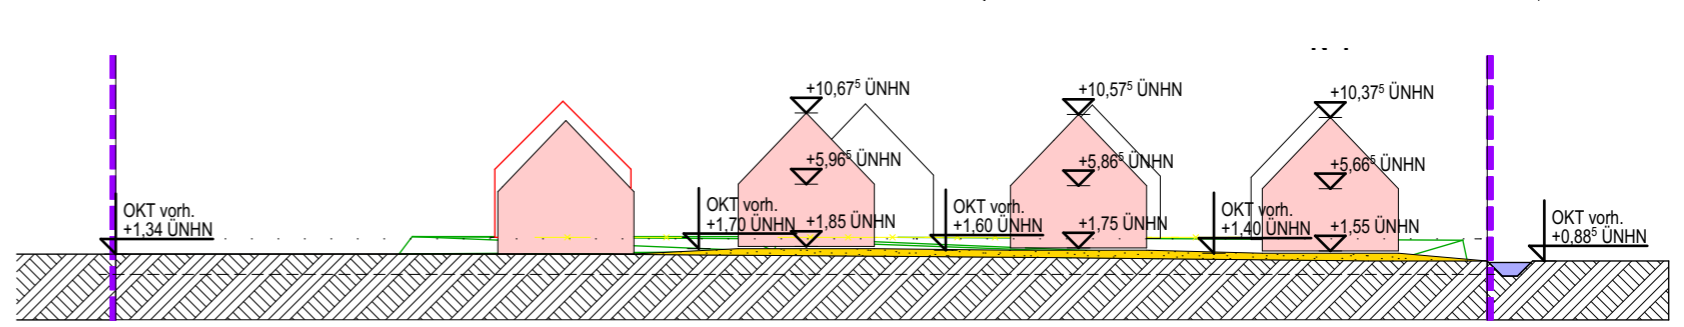 +10,67⁵ ÜNHN
+10,57⁵ ÜNHN
+10,37⁵ ÜNHN
+5,96⁵ ÜNHN
+5,86⁵ ÜNHN
+5,66⁵ ÜNHN
OKT vorh.
+1,34 ÜNHN
OKT vorh.
+1,70 ÜNHN
+1,85 ÜNHN
OKT vorh.
+1,60 ÜNHN
+1,75 ÜNHN
OKT vorh.
+1,40 ÜNHN
+1,55 ÜNHN
OKT vorh.
+0,88⁵ ÜNHN